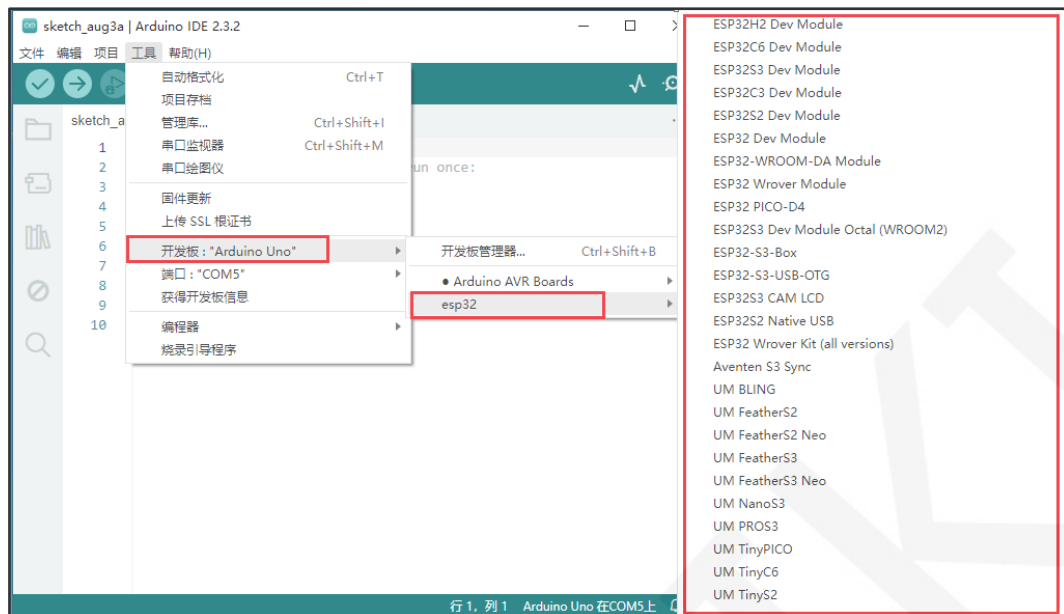 sketch_aug3a | Arduino IDE 2.3.2
文件 编辑 项目 工具 帮助(H)
sketch_a
1
2
3
4
5
6
7
8
9
10
un once:
自动格式化 Ctrl+T
项目存档
管理库... Ctrl+Shift+I
串口监视器 Ctrl+Shift+M
串口绘图仪
固件更新
上传 SSL 根证书
开发板 : "Arduino Uno"
端口 : "COM5"
获得开发板信息
编程器
烧录引导程序
开发板管理器... Ctrl+Shift+B
● Arduino AVR Boards
esp32
行 1，列 1 Arduino Uno 在COM5上
ESP32H2 Dev Module
ESP32C6 Dev Module
ESP32S3 Dev Module
ESP32C3 Dev Module
ESP32S2 Dev Module
ESP32 Dev Module
ESP32-WROOM-DA Module
ESP32 Wrover Module
ESP32 PICO-D4
ESP32S3 Dev Module Octal (WROOM2)
ESP32-S3-Box
ESP32-S3-USB-OTG
ESP32S3 CAM LCD
ESP32S2 Native USB
ESP32 Wrover Kit (all versions)
Aventen S3 Sync
UM BLING
UM FeatherS2
UM FeatherS2 Neo
UM FeatherS3
UM FeatherS3 Neo
UM NanoS3
UM PROS3
UM TinyPICO
UM TinyC6
UM TinyS2